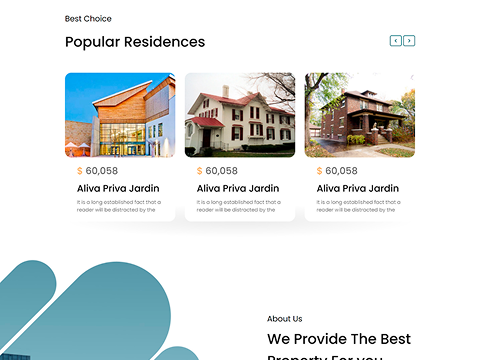 Best Choice
Popular Residences
$ 60,058
Aliva Priva Jardin
It is a long established fact that a
reader will be distracted by the
$ 60,058
Aliva Priva Jardin
It is a long established fact that a
reader will be distracted by the
$ 60,058
Aliva Priva Jardin
It is a long established fact that a
reader will be distracted by the
About Us
We Provide The Best
Property For you